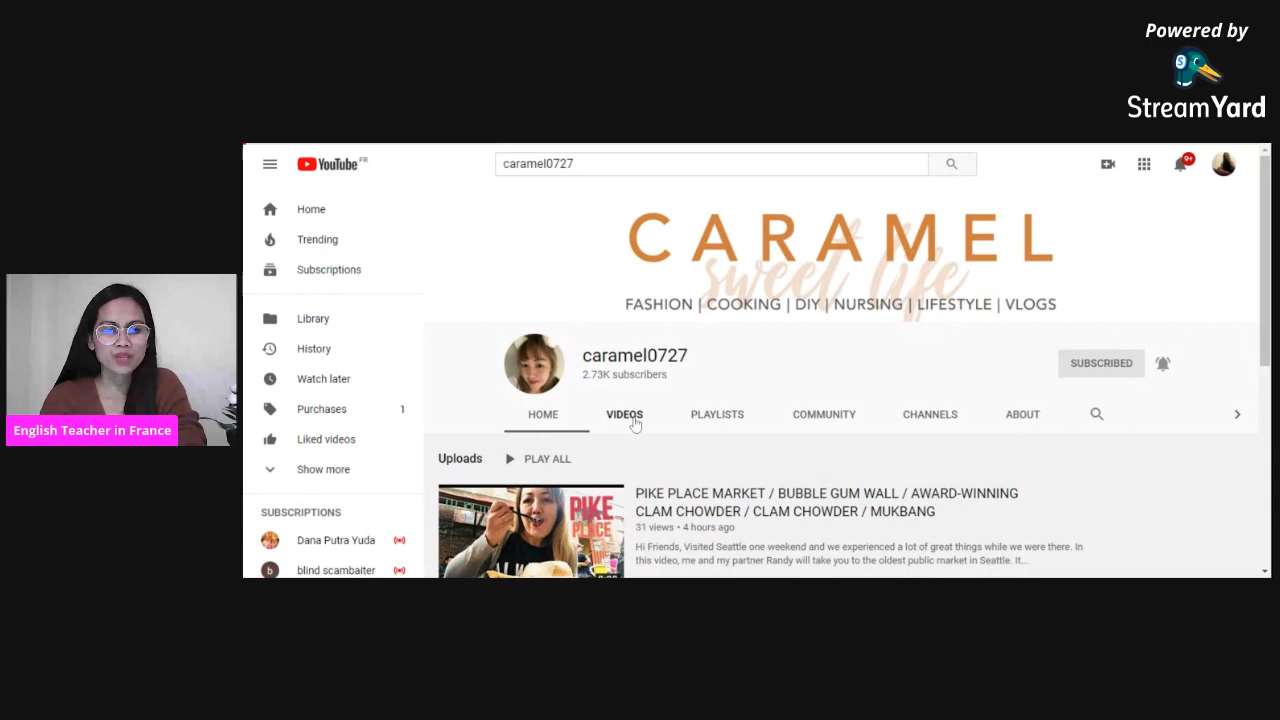 Powered by
StreamYard
YouTube FR
caramel0727
9+
Home
Trending
Subscriptions
Library
History
Watch later
Purchases 1
Liked videos
Show more
SUBSCRIPTIONS
Dana Putra Yuda
b blind scambaiter
CARAMEL
sweet life
FASHION | COOKING | DIY | NURSING | LIFESTYLE | VLOGS
caramel0727
2.73K subscribers
SUBSCRIBED
HOME VIDEOS PLAYLISTS COMMUNITY CHANNELS ABOUT
Uploads PLAY ALL
PIKE
PLACE
PIKE PLACE MARKET / BUBBLE GUM WALL / AWARD-WINNING
CLAM CHOWDER / CLAM CHOWDER / MUKBANG
31 views • 4 hours ago
Hi Friends, Visited Seattle one weekend and we experienced a lot of great things while we were there. In
this video, me and my partner Randy will take you to the oldest public market in Seattle. It...
English Teacher in France